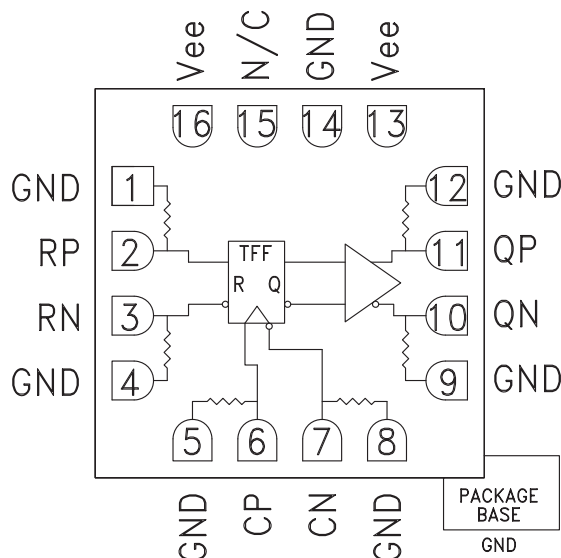 Vee
N/C
GND
Vee
16
15
14
13
GND
1
12
GND
RP
2
TFF
11
QP
R
Q
RN
3
10
QN
GND
4
9
GND
5
6
7
8
GND
CP
CN
GND
PACKAGE
BASE
GND